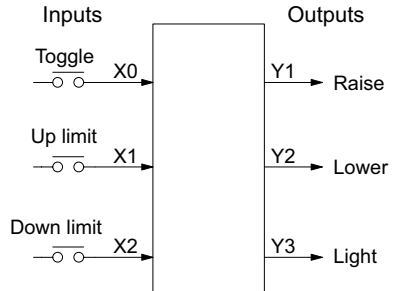 Inputs Outputs
Toggle
X0 Y1 Raise
Up limit
X1 Y2 Lower
Down limit
X2 Y3 Light